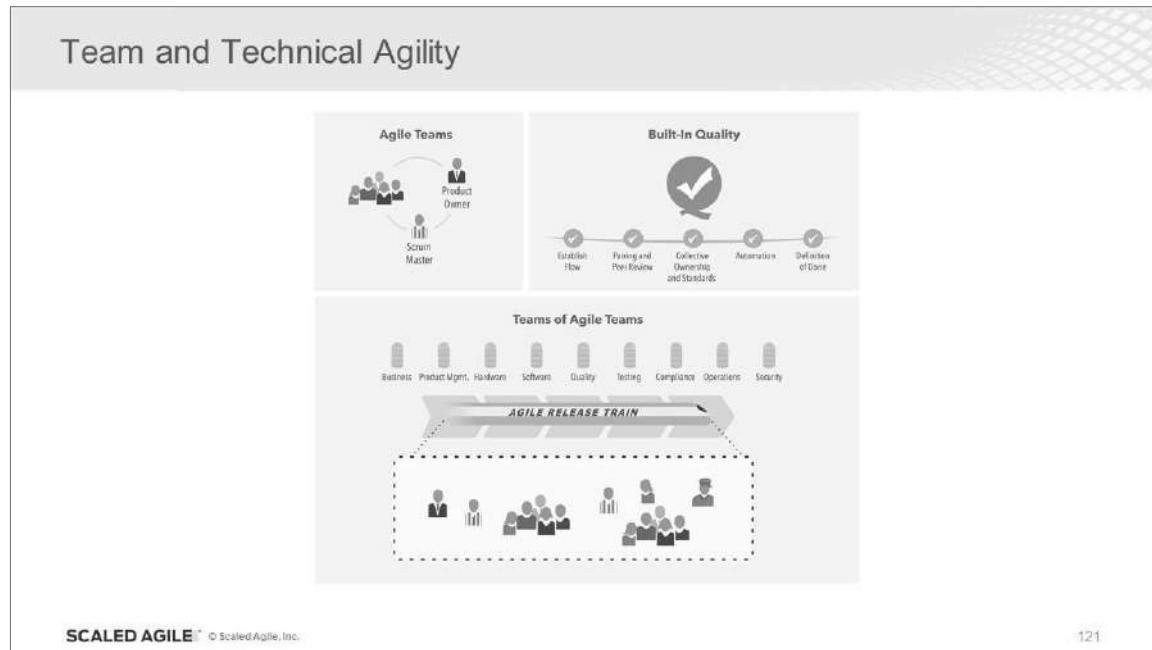 Team and Technical Agility
Agile Teams
Product
Owner
Scrum
Master
Built-In Quality
Establish
Flow
Pairing and
Peer Review
Collective
Ownership
and Standards
Automation
Definition
of Done
Teams of Agile Teams
Business Product Mgmt. Hardware Software Quality Testing Compliance Operations Security
AGILE RELEASE TRAIN
SCALED AGILE © Scaled Agile, Inc.
121